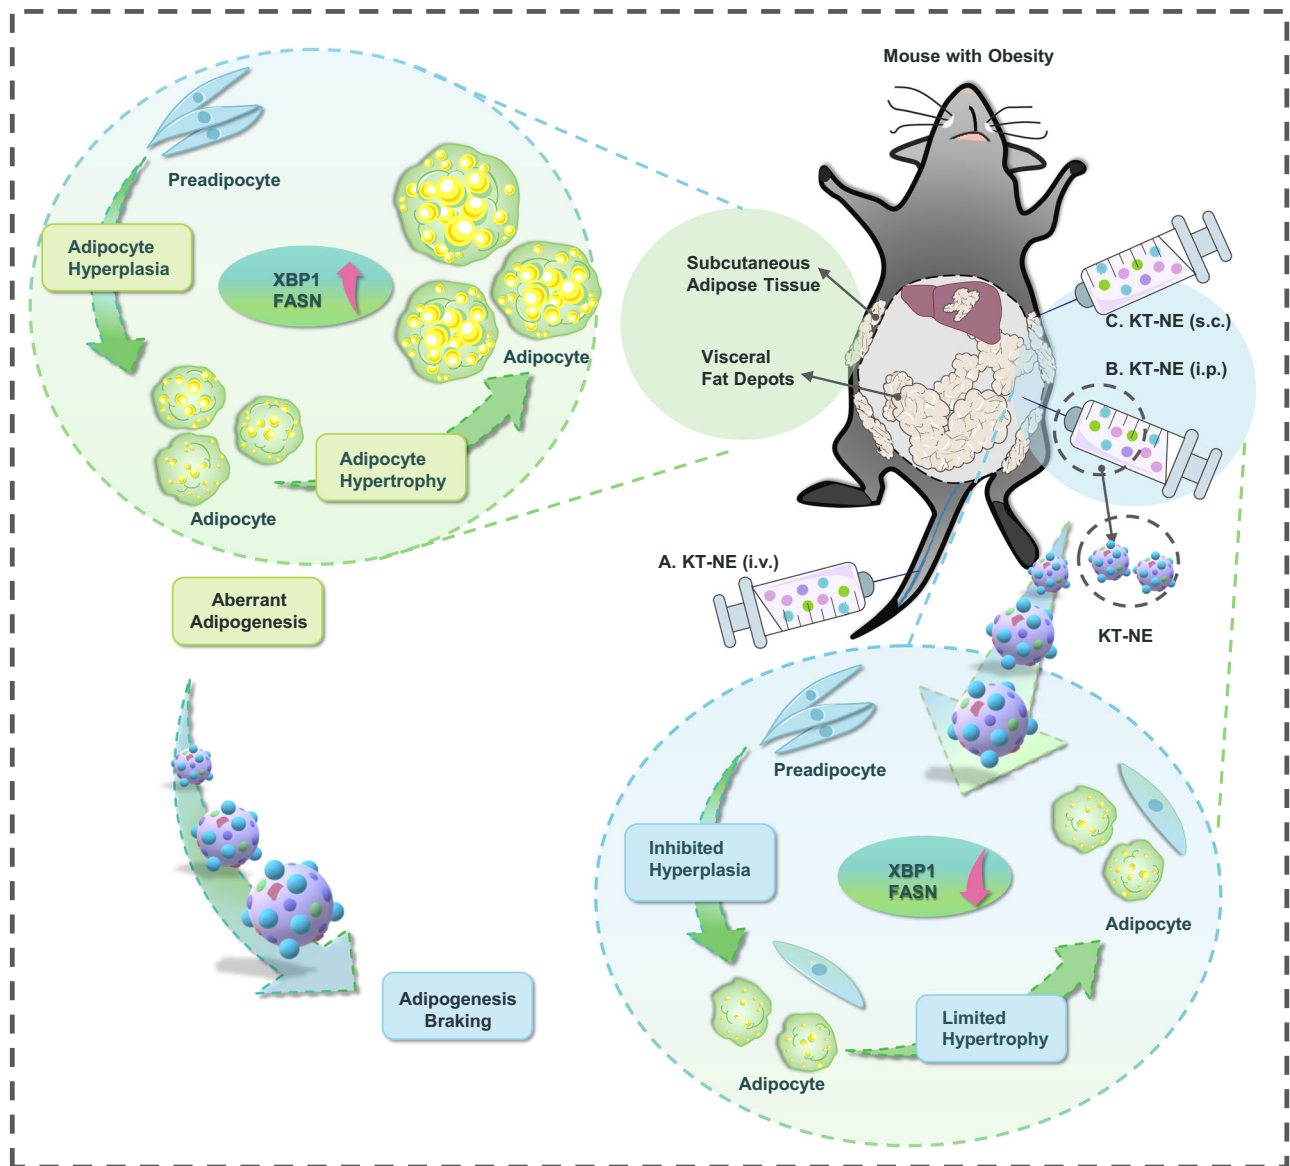 Mouse with Obesity
Preadipocyte
Adipocyte
Hyperplasia
XBP1
FASN
Adipocyte
Adipocyte
Hypertrophy
Adipocyte
Subcutaneous
Adipose Tissue
Visceral
Fat Depots
C. KT-NE (s.c.)
B. KT-NE (i.p.)
A. KT-NE (i.v.)
KT-NE
Aberrant
Adipogenesis
Adipogenesis
Braking
Preadipocyte
Inhibited
Hyperplasia
XBP1
FASN
Adipocyte
Limited
Hypertrophy
Adipocyte